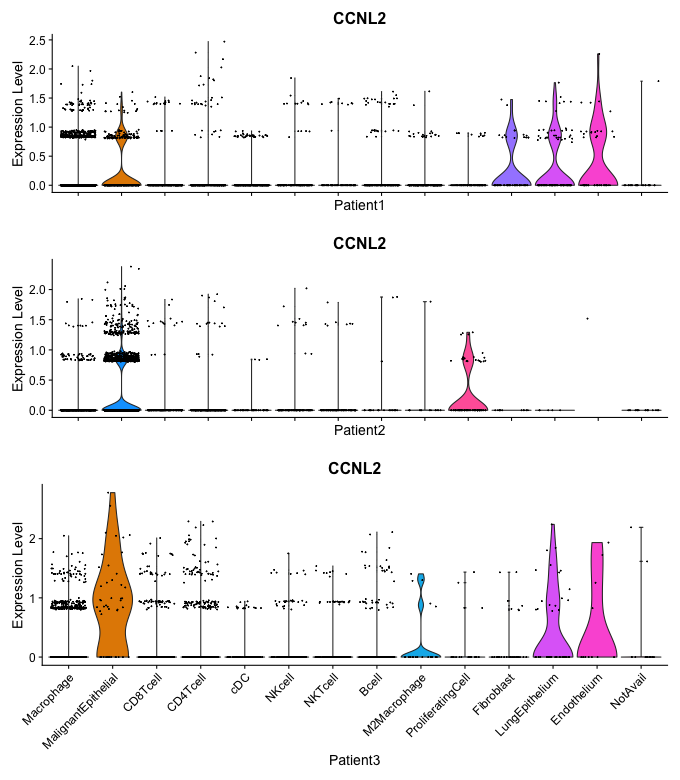 CCNL2
Expression Level
2.5
2.0
1.5
1.0
0.5
0.0
Patient1
CCNL2
Expression Level
2.0
1.5
1.0
0.5
0.0
Patient2
CCNL2
Expression Level
2
1
0
Macrophage
MalignantEpithelial
CD8Tcell
CD4Tcell
cDC
NKcell
NKTcell
Bcell
M2Macrophage
ProliferatingCell
Fibroblast
LungEpithelium
Endothelium
NotAvail
Patient3